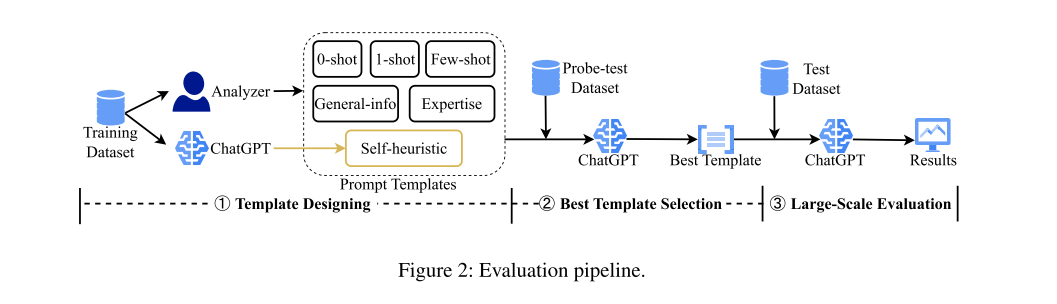 0-shot
1-shot
Few-shot
General-info
Expertise
Self-heuristic
Prompt Templates
Analyzer
ChatGPT
Training
Dataset
Probe-test
Dataset
ChatGPT
Best Template
Test
Dataset
ChatGPT
Results
① Template Designing
② Best Template Selection
③ Large-Scale Evaluation
Figure 2: Evaluation pipeline.